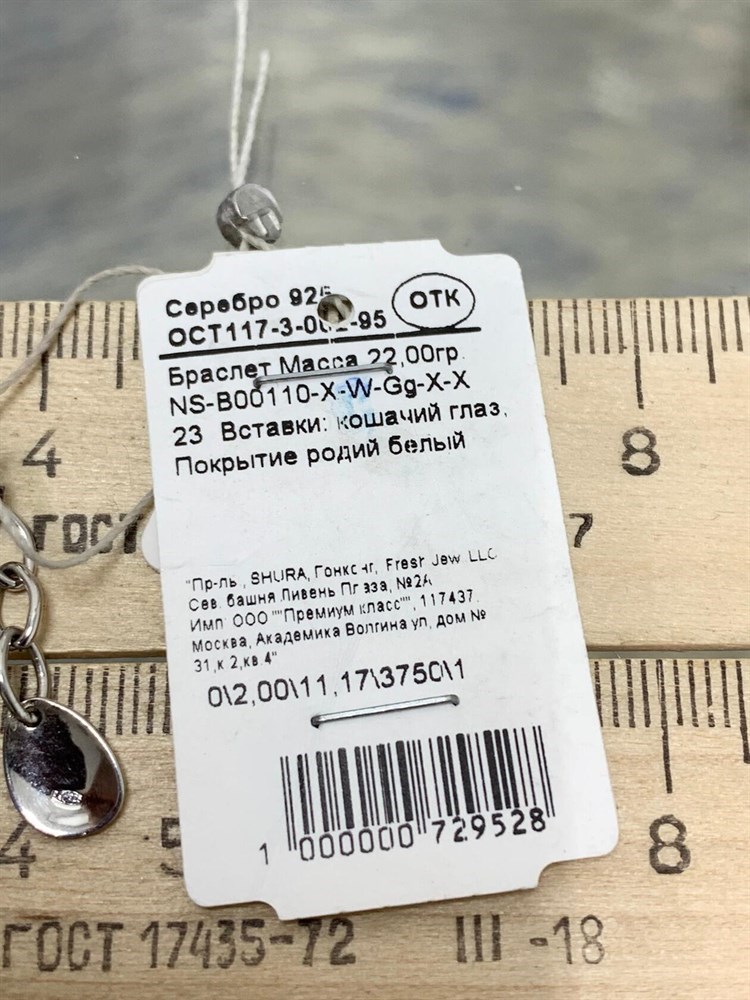 Серебро 925
ОТК
ОСТ117-3-002-95
Браслет Масса 22,00гр.
NS-B00110-X-W-Gg-X-X
23 Вставки: кошачий глаз,
Покрытие родий белый
"Пр-ль , SHURA, Гонконг, Fresh Jew LLC
Сев. башня Ливень Плаза, №2А
Имп ООО ""Премиум класс"", 117437
Москва, Академика Волгина ул, дом №
31,к 2,кв.4"
0\2,00\11,17\3750\1
1 000000 729528
4
8
ГОСТ
7
4
5
8
ГОСТ 17435-72
III -18